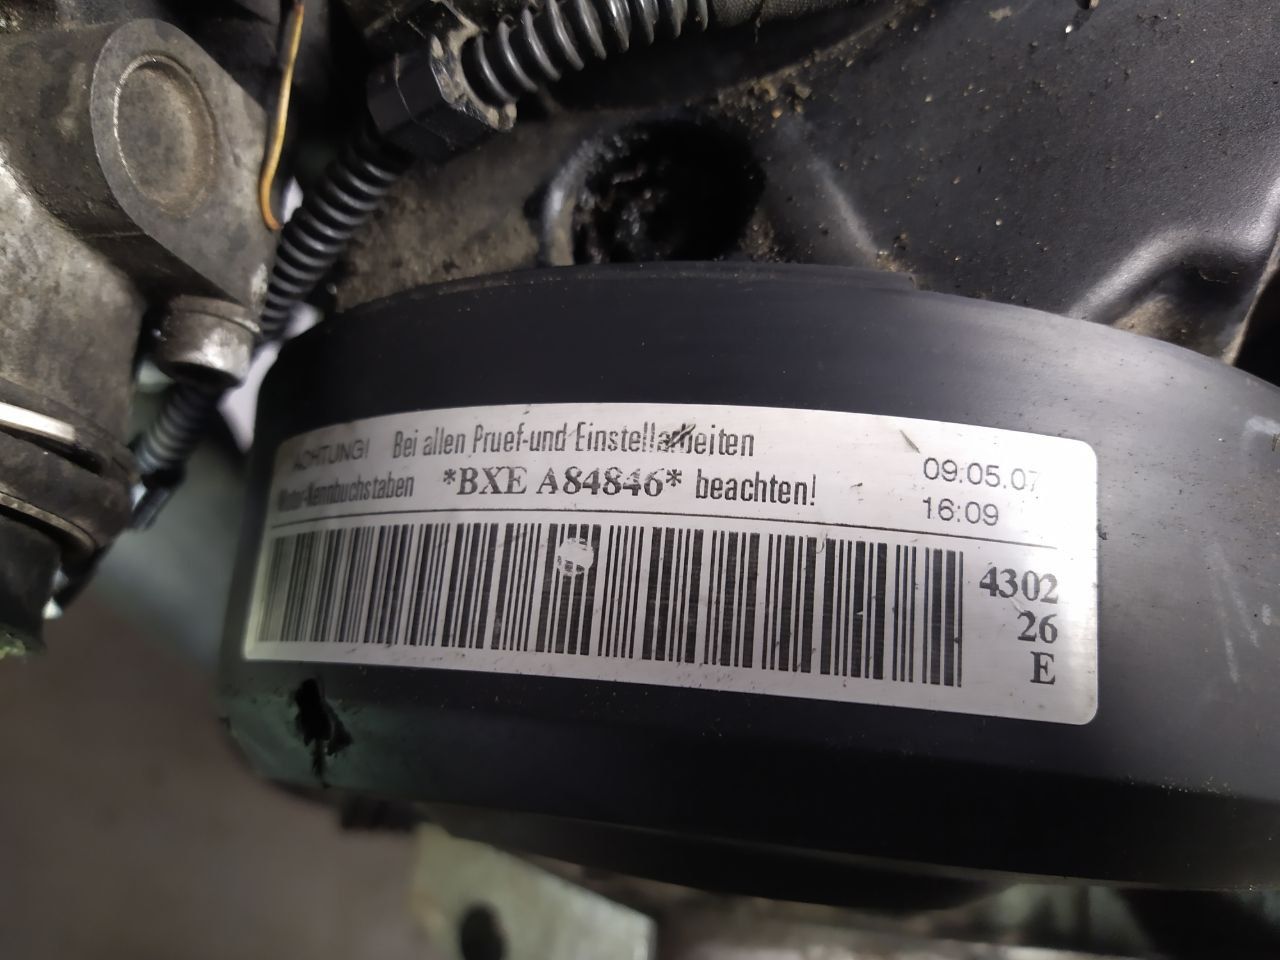 ACHTUNG! Bei allen Pruef-und Einstellarbeiten
Motor-Kennbuchstaben *BXE A84846* beachten!
09.05.07
16:09
4302
26
E